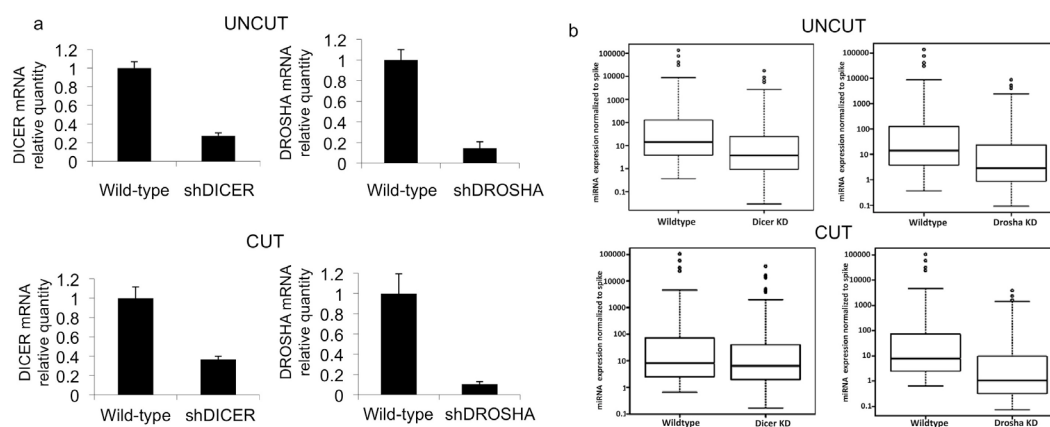 a
UNCUT
DICER mRNA
relative quantity
1.2
1
0.8
0.6
0.4
0.2
0
Wild-type shDICER
DROSHA mRNA
relative quantity
1.2
1
0.8
0.6
0.4
0.2
0
Wild-type shDROSHA
CUT
DICER mRNA
relative quantity
1.2
1
0.8
0.6
0.4
0.2
0
Wild-type shDICER
DROSHA mRNA
relative quantity
1.2
1
0.8
0.6
0.4
0.2
0
Wild-type shDROSHA
b
UNCUT
miRNA expression normalized to spike
100000
10000
1000
100
10
1
0.1
Wildtype Dicer KD
miRNA expression normalized to spike
100000
10000
1000
100
10
1
0.1
Wildtype Drosha KD
CUT
miRNA expression normalized to spike
100000
10000
1000
100
10
1
0.1
Wildtype Dicer KD
miRNA expression normalized to spike
100000
10000
1000
100
10
1
0.1
Wildtype Drosha KD